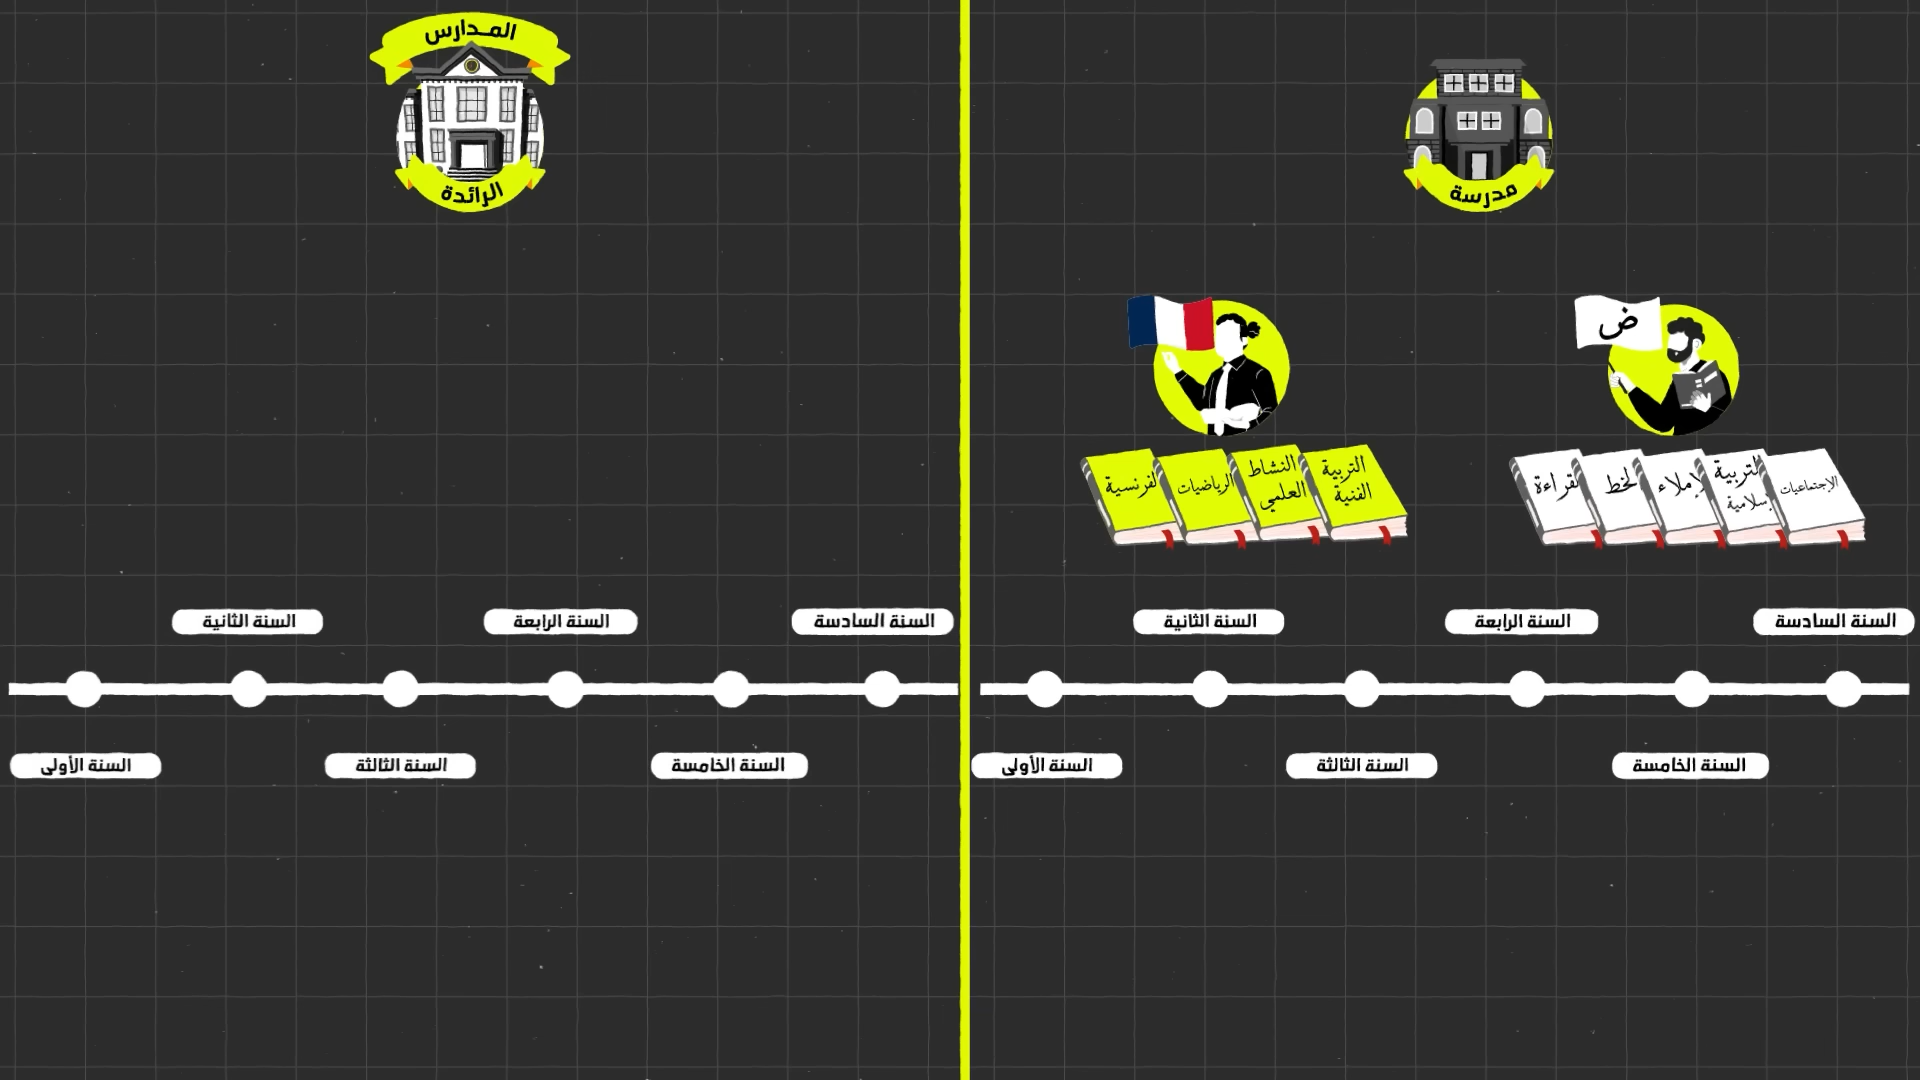 المدارس
الرائدة
مدرسة
ض
القراءة
الخط
الإملاء
التربية
الإسلامية
الإجتماعيات
الفرنسية
الرياضيات
النشاط
العلمي
التربية
الفنية
السنة الثانية
السنة الرابعة
السنة السادسة
السنة الأولى
السنة الثالثة
السنة الخامسة
السنة الثانية
السنة الرابعة
السنة السادسة
السنة الأولى
السنة الثالثة
السنة الخامسة